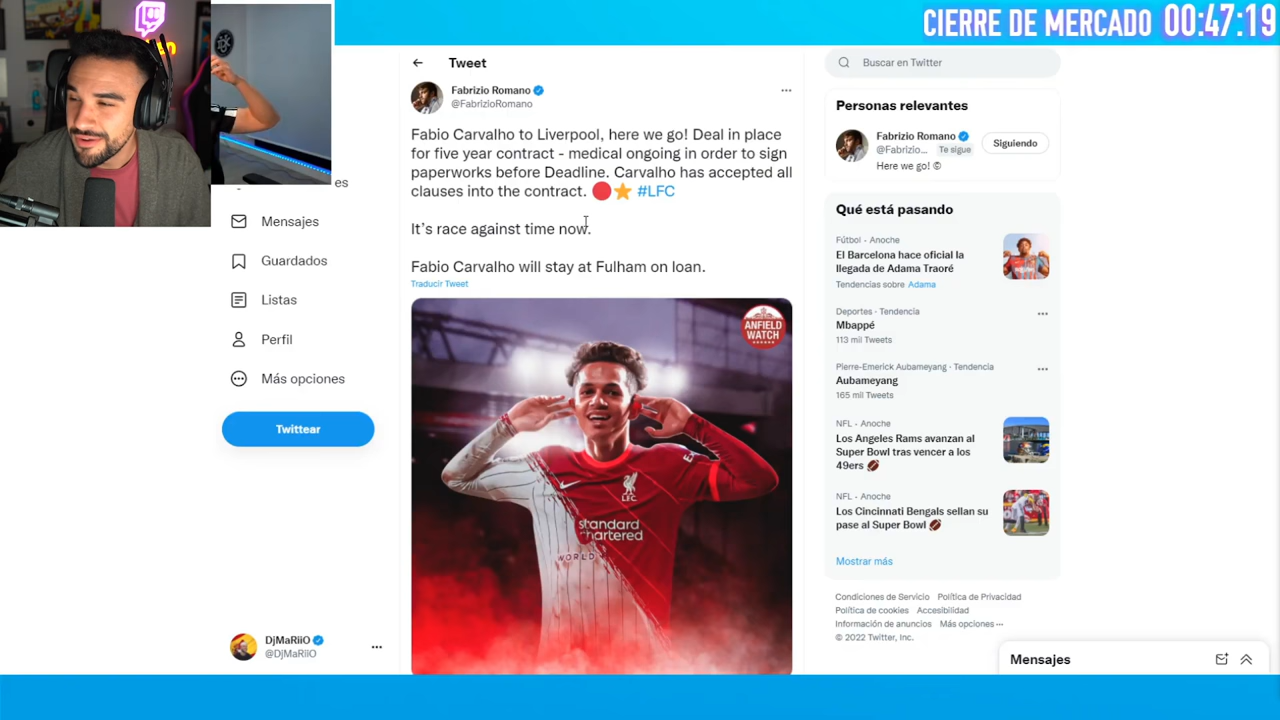 CIERRE DE MERCADO 00:47:19
Tweet
Buscar en Twitter
Fabrizio Romano
@FabrizioRomano
Fabio Carvalho to Liverpool, here we go! Deal in place
for five year contract - medical ongoing in order to sign
paperworks before Deadline. Carvalho has accepted all
clauses into the contract. 🔴⭐ #LFC
It's race against time now.
Fabio Carvalho will stay at Fulham on loan.
Traducir Tweet
ANFIELD
WATCH
L.F.C.
standard
chartered
WORLD
es
Mensajes
Guardados
Listas
Perfil
Más opciones
Twittear
DjMaRiiO
@DjMaRiiO
Personas relevantes
Fabrizio Romano
@Fabrizio... Te sigue
Siguiendo
Here we go! ©
Qué está pasando
Fútbol · Anoche
El Barcelona hace oficial la
llegada de Adama Traoré
Tendencias sobre Adama
Deportes · Tendencia
Mbappé
113 mil Tweets
Pierre-Emerick Aubameyang · Tendencia
Aubameyang
165 mil Tweets
NFL · Anoche
Los Angeles Rams avanzan al
Super Bowl tras vencer a los
49ers 🏈
NFL · Anoche
Los Cincinnati Bengals sellan su
pase al Super Bowl 🏈
Mostrar más
Condiciones de Servicio Política de Privacidad
Política de cookies Accesibilidad
Información de anuncios Más opciones ···
© 2022 Twitter, Inc.
Mensajes